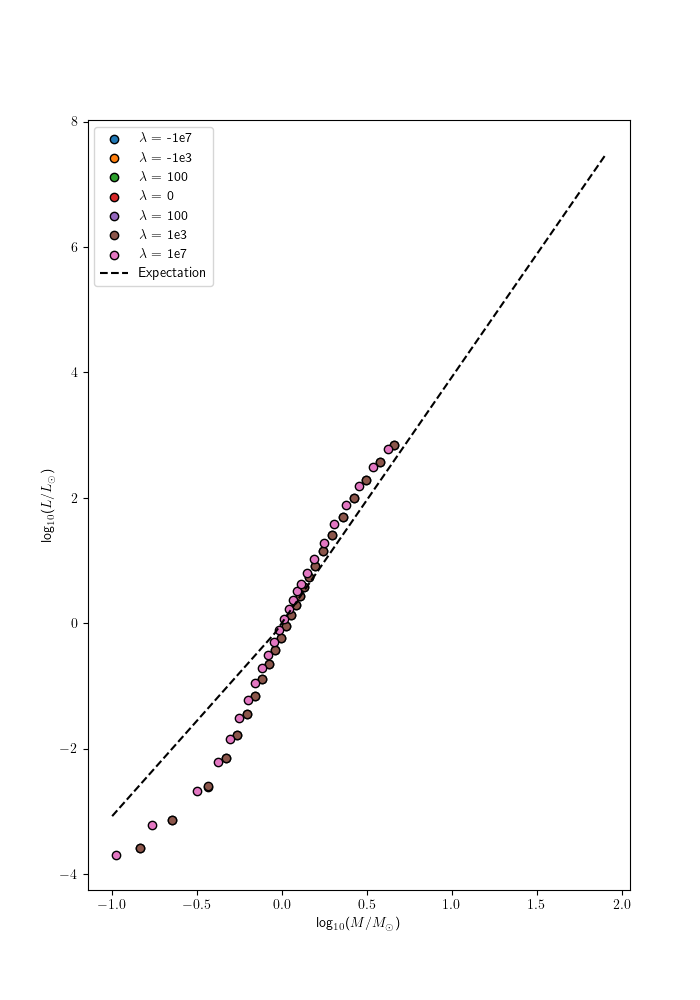 8
6
4
2
0
−2
−4
log₁₀(L/L☉)
λ = -1e7
λ = -1e3
λ = 100
λ = 0
λ = 100
λ = 1e3
λ = 1e7
Expectation
−1.0 −0.5 0.0 0.5 1.0 1.5 2.0
log₁₀(M/M☉)